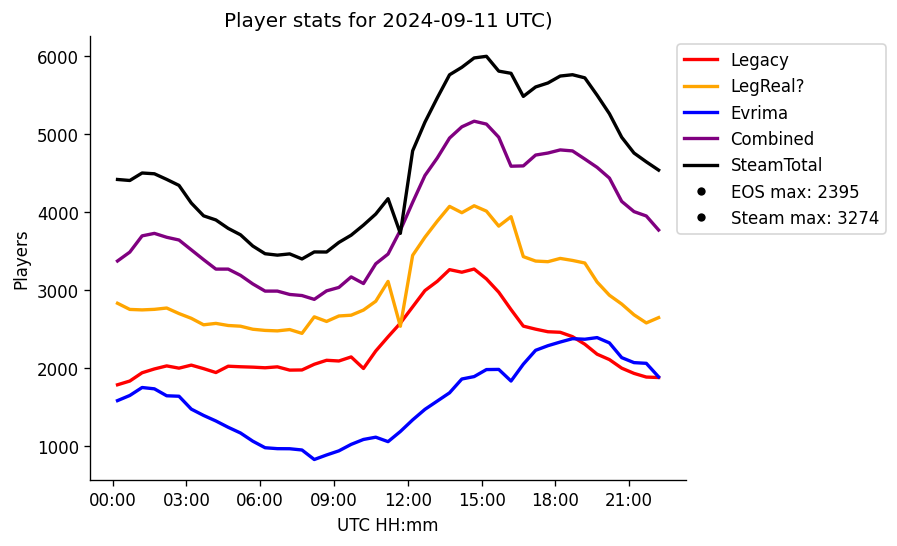 Player stats for 2024-09-11 UTC)
Legacy
LegReal?
Evrima
Combined
SteamTotal
EOS max: 2395
Steam max: 3274
6000
5000
4000
3000
2000
1000
Players
00:00 03:00 06:00 09:00 12:00 15:00 18:00 21:00
UTC HH:mm